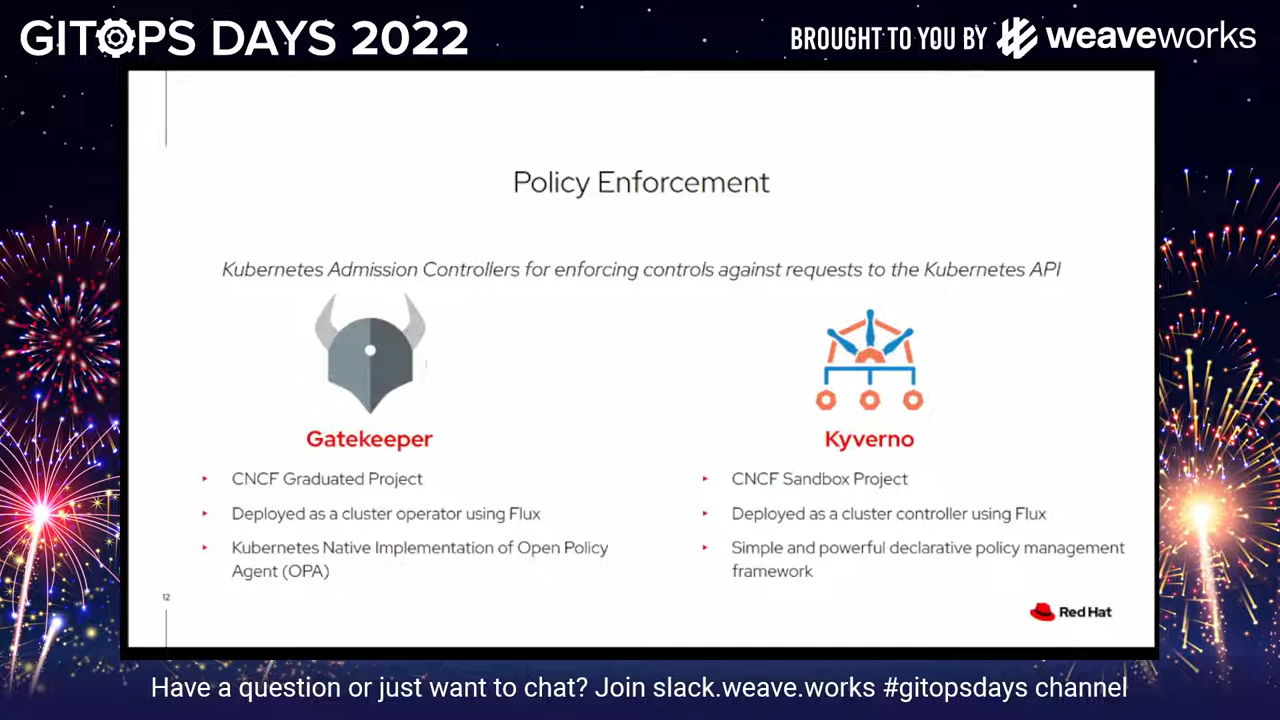 GITOPS DAYS 2022
BROUGHT TO YOU BY weaveworks
Policy Enforcement
Kubernetes Admission Controllers for enforcing controls against requests to the Kubernetes API
Gatekeeper
CNCF Graduated Project
Deployed as a cluster operator using Flux
Kubernetes Native Implementation of Open Policy
Agent (OPA)
Kyverno
CNCF Sandbox Project
Deployed as a cluster controller using Flux
Simple and powerful declarative policy management
framework
12
Red Hat
Have a question or just want to chat? Join slack.weave.works #gitopsdays channel